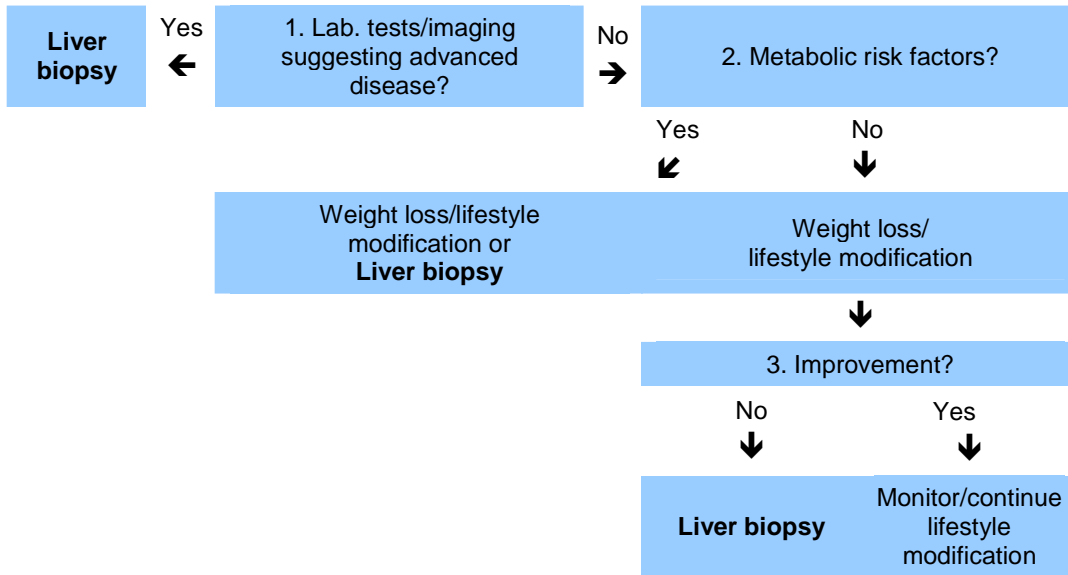 Liver
biopsy
Yes
🡸
1. Lab. tests/imaging
suggesting advanced
disease?
No
🡺
2. Metabolic risk factors?
Yes
🡿
No
🡻
Weight loss/lifestyle
modification or
Liver biopsy
Weight loss/
lifestyle modification
🡻
3. Improvement?
No
🡻
Yes
🡻
Liver biopsy
Monitor/continue
lifestyle
modification